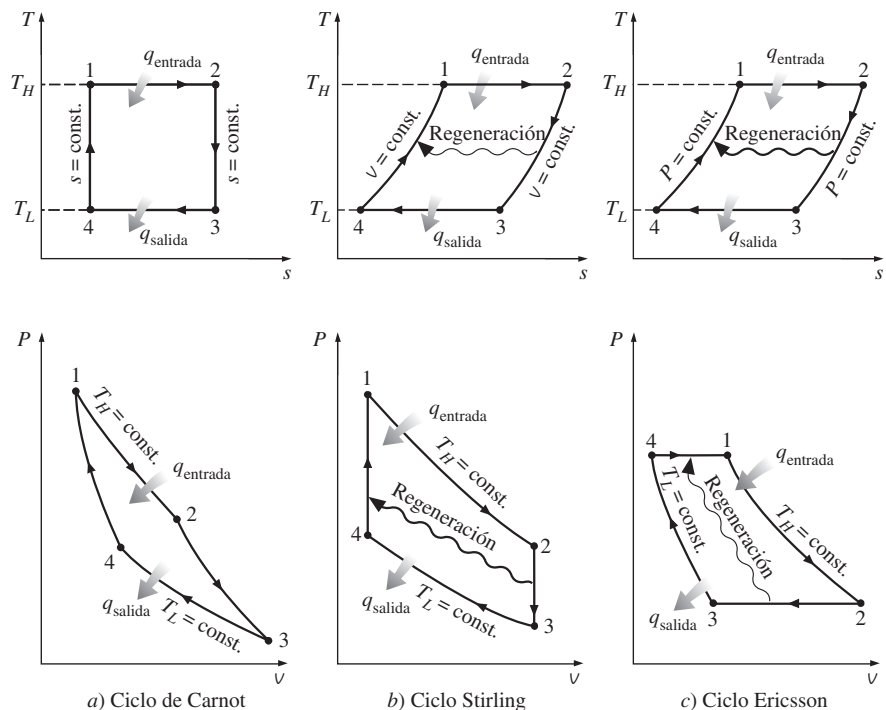 T
T_H
T_L
1
2
q_entrada
s = const.
s = const.
4
3
q_salida
s
T
T_H
T_L
1
2
q_entrada
Regeneración
v = const.
v = const.
4
3
q_salida
s
T
T_H
T_L
1
2
q_entrada
Regeneración
P = const.
P = const.
4
3
q_salida
s
P
1
T_H = const.
q_entrada
2
4
q_salida
T_L = const.
3
v
P
1
q_entrada
T_H = const.
Regeneración
4
2
q_salida
T_L = const.
3
v
P
4
1
q_entrada
T_L = const.
Regeneración
T_H = const.
q_salida
3
2
v
a) Ciclo de Carnot
b) Ciclo Stirling
c) Ciclo Ericsson